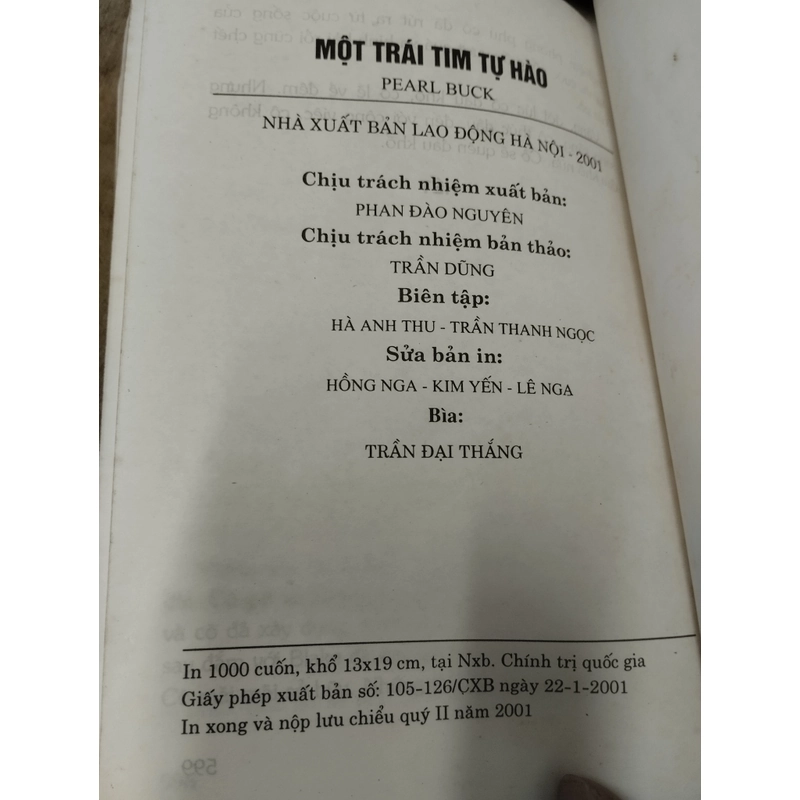 MỘT TRÁI TIM TỰ HÀO
PEARL BUCK
NHÀ XUẤT BẢN LAO ĐỘNG HÀ NỘI - 2001
Chịu trách nhiệm xuất bản:
PHAN ĐÀO NGUYÊN
Chịu trách nhiệm bản thảo:
TRẦN DŨNG
Biên tập:
HÀ ANH THU - TRẦN THANH NGỌC
Sửa bản in:
HỒNG NGA - KIM YẾN - LÊ NGA
Bìa:
TRẦN ĐẠI THẮNG
In 1000 cuốn, khổ 13x19 cm, tại Nxb. Chính trị quốc gia
Giấy phép xuất bản số: 105-126/CXB ngày 22-1-2001
In xong và nộp lưu chiểu quý II năm 2001